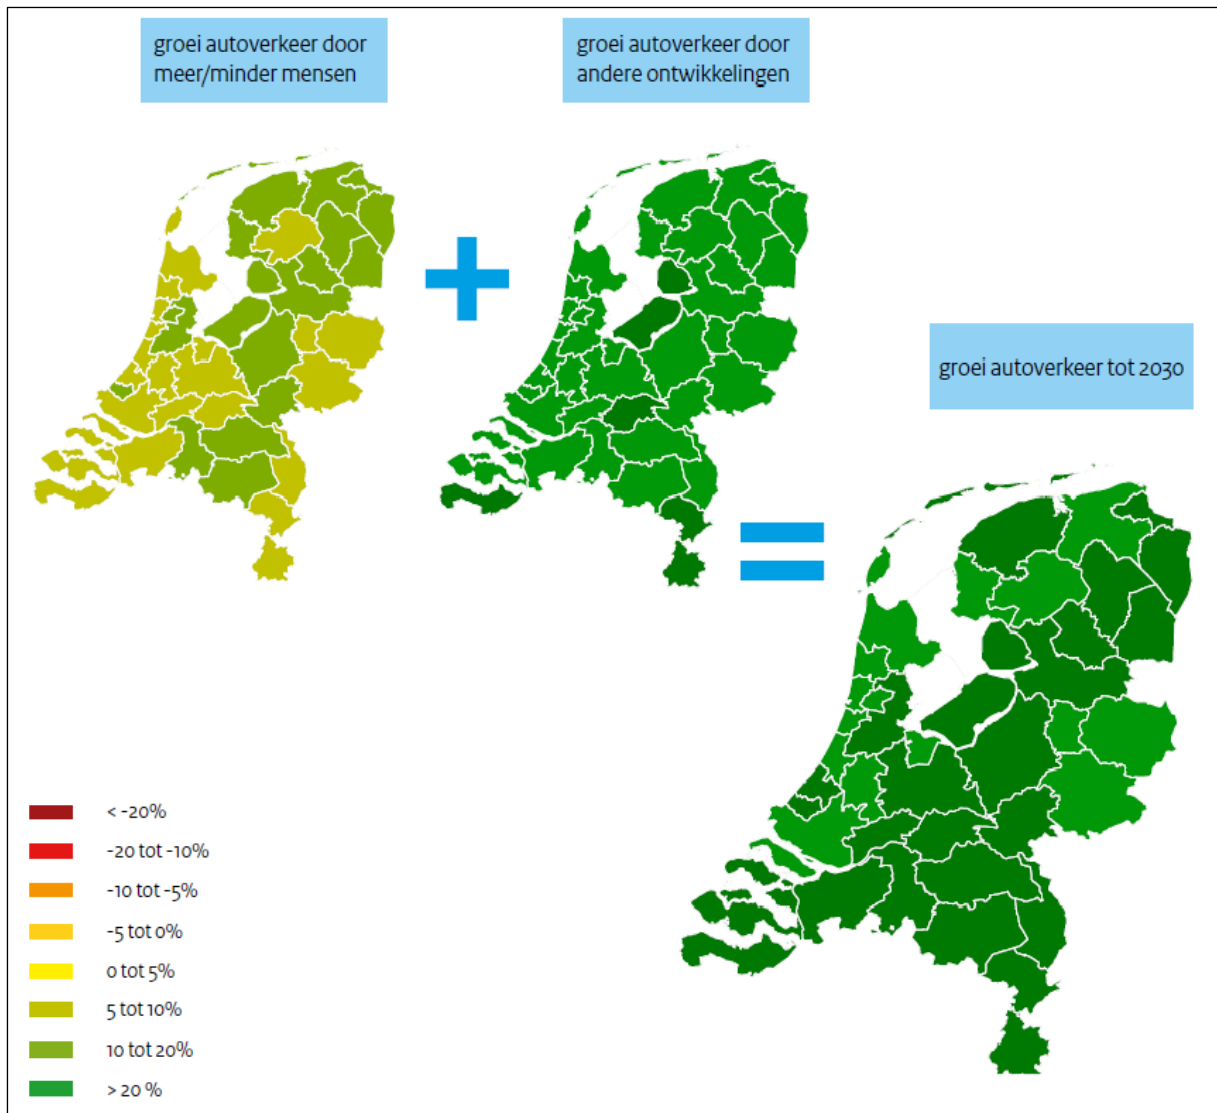 groei autoverkeer door
meer/minder mensen
groei autoverkeer door
andere ontwikkelingen
groei autoverkeer tot 2030
< -20%
-20 tot -10%
-10 tot -5%
-5 tot 0%
0 tot 5%
5 tot 10%
10 tot 20%
> 20 %